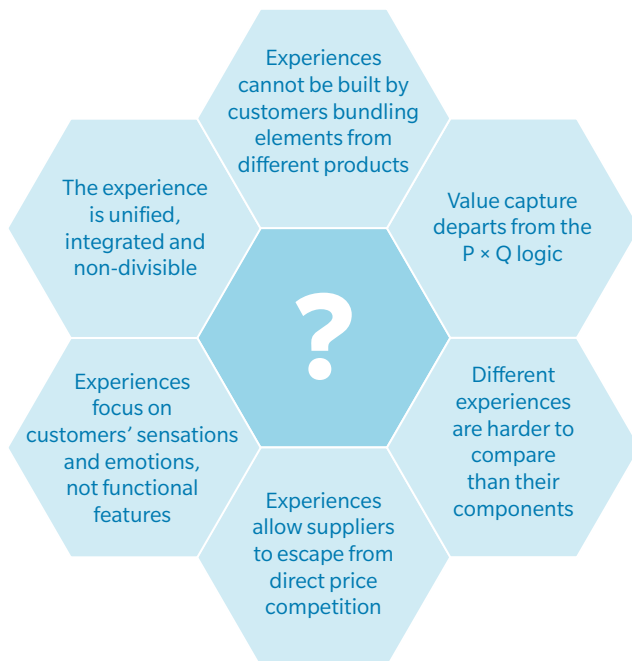 Experiences
cannot be built by
customers bundling
elements from
different products
The experience
is unified,
integrated and
non-divisible
Value capture
departs from the
P × Q logic
?
Experiences
focus on
customers’ sensations
and emotions,
not functional
features
Different
experiences
are harder to
compare
than their
components
Experiences
allow suppliers
to escape from
direct price
competition